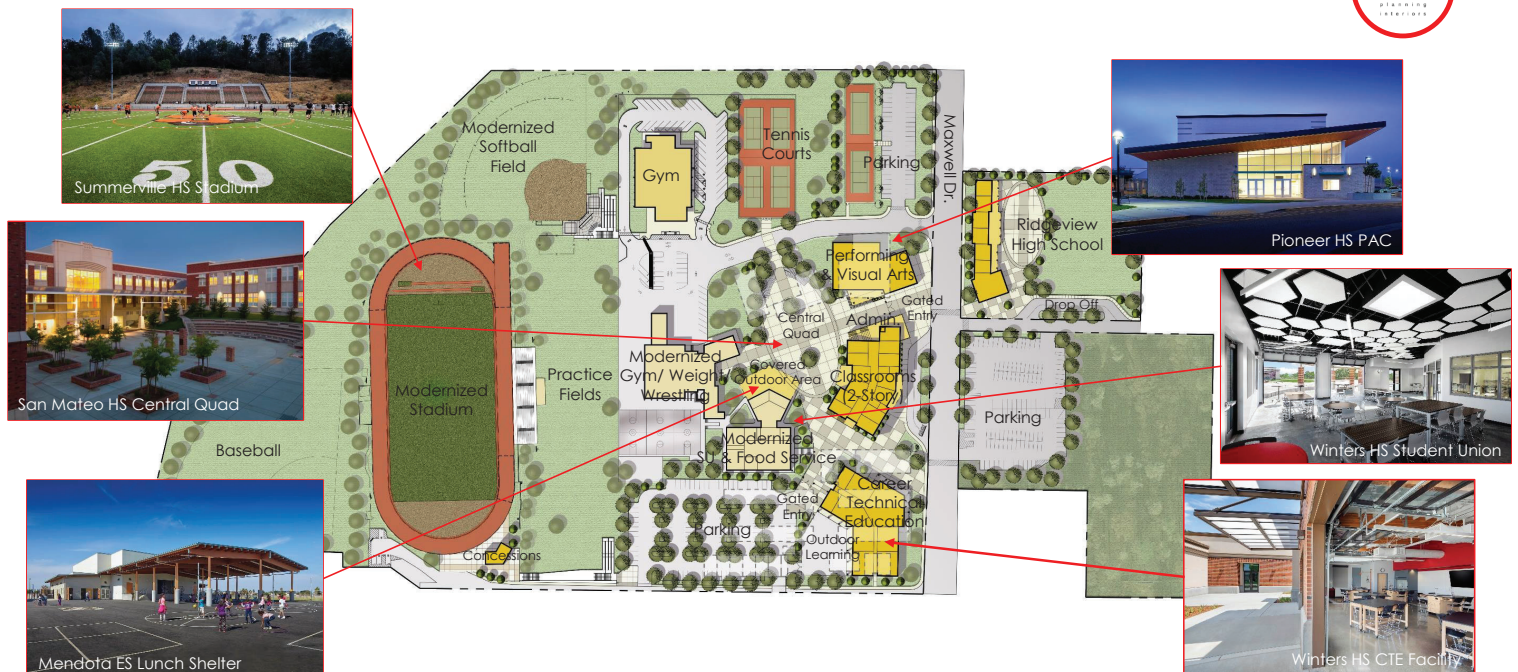 planning
interiors
Summerville HS Stadium
50
San Mateo HS Central Quad
Mendota ES Lunch Shelter
Modernized
Softball
Field
Gym
Tennis
Courts
Parking
Maxwell Dr.
Ridgeview
High School
Drop Off
Performing
& Visual Arts
Gated
Entry
Admin
Central
Quad
Covered
Outdoor Area
Classrooms
(2-Story)
Modernized
Gym/ Weight/
Wrestling
Practice
Fields
Modernized
Stadium
Baseball
Modernized
SU & Food Service
Parking
Career
Technical
Education
Gated
Entry
Outdoor
Learning
Parking
Concessions
Pioneer HS PAC
Winters HS Student Union
Winters HS CTE Facility